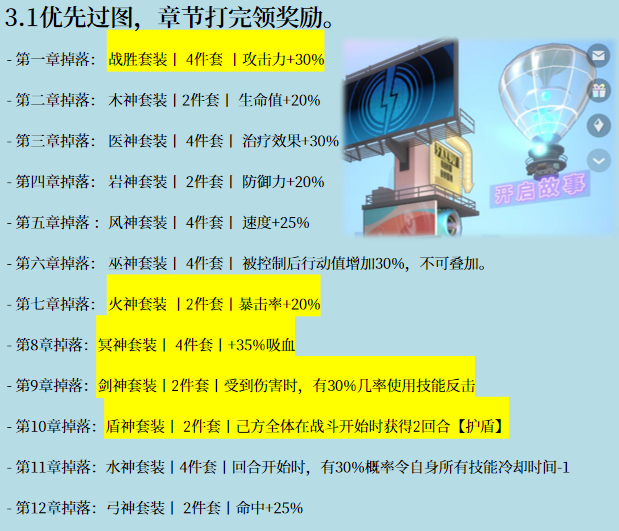 3.1优先过图，章节打完领奖励。
- 第一章掉落： 战胜套装丨 4件套 丨攻击力+30%
- 第二章掉落： 木神套装丨2件套丨 生命值+20%
- 第三章掉落： 医神套装丨 4件套丨 治疗效果+30%
- 第四章掉落： 岩神套装丨 2件套丨 防御力+20%
- 第五章掉落 ：风神套装丨 4件套丨 速度+25%
- 第六章掉落： 巫神套装丨 4件套丨 被控制后行动值增加30%，不可叠加。
- 第七章掉落： 火神套装 丨2件套丨暴击率+20%
- 第8章掉落： 冥神套装丨 4件套丨+35%吸血
- 第9章掉落： 剑神套装丨2件套丨受到伤害时，有30%几率使用技能反击
- 第10章掉落： 盾神套装丨 2件套丨己方全体在战斗开始时获得2回合【护盾】
- 第11章掉落：水神套装丨4件套丨回合开始时，有30%概率令自身所有技能冷却时间-1
- 第12章掉落： 弓神套装丨 2件套丨命中+25%
开启故事